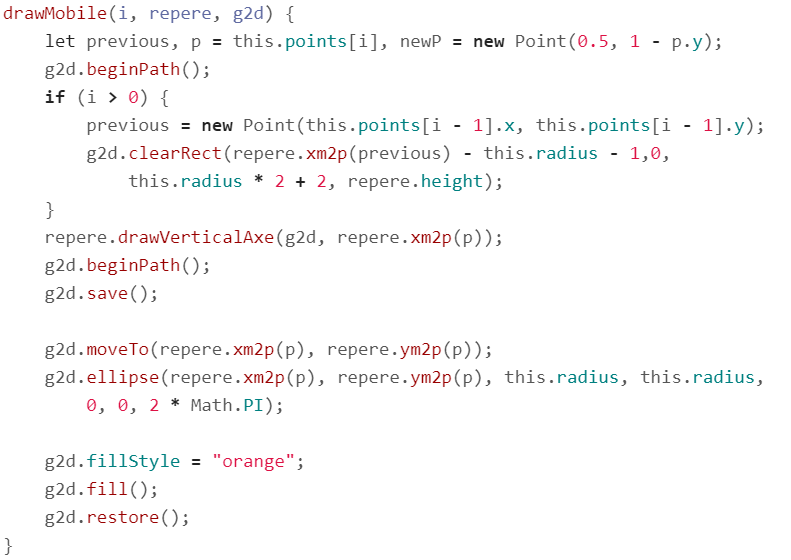 drawMobile(i, repere, g2d) {
    let previous, p = this.points[i], newP = new Point(0.5, 1 - p.y);
    g2d.beginPath();
    if (i > 0) {
        previous = new Point(this.points[i - 1].x, this.points[i - 1].y);
        g2d.clearRect(repere.xm2p(previous) - this.radius - 1,0,
            this.radius * 2 + 2, repere.height);
    }
    repere.drawVerticalAxe(g2d, repere.xm2p(p));
    g2d.beginPath();
    g2d.save();

    g2d.moveTo(repere.xm2p(p), repere.ym2p(p));
    g2d.ellipse(repere.xm2p(p), repere.ym2p(p), this.radius, this.radius,
        0, 0, 2 * Math.PI);

    g2d.fillStyle = "orange";
    g2d.fill();
    g2d.restore();
}